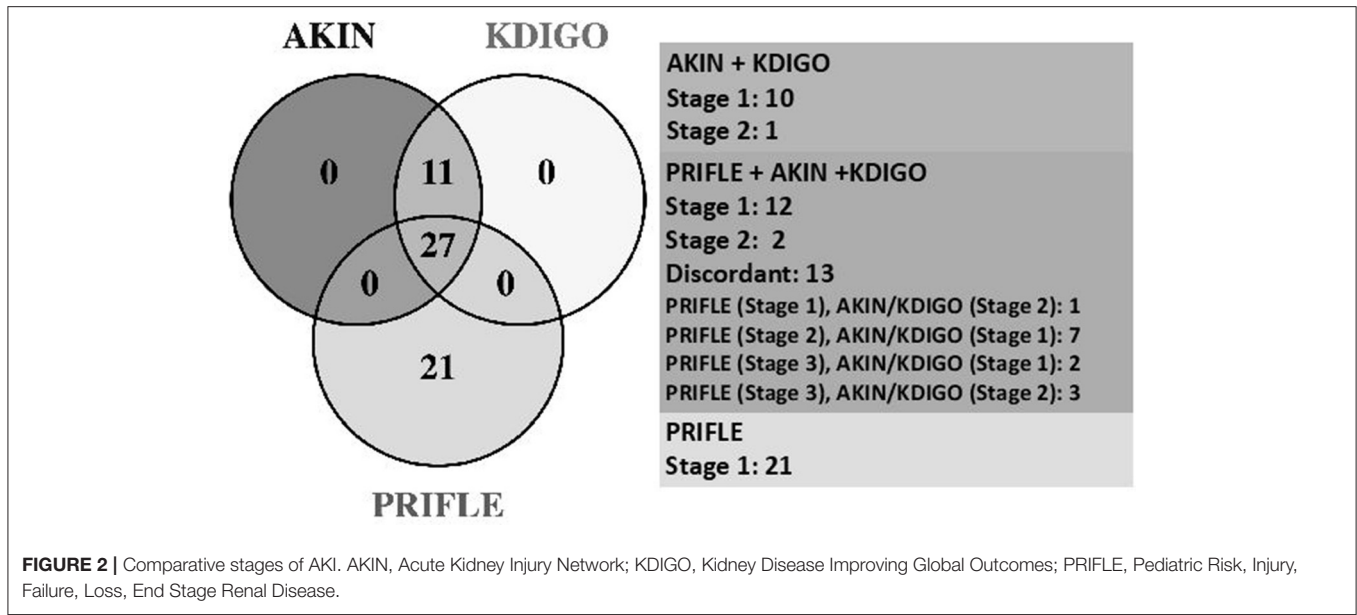 AKIN KDIGO
0 11 0
27
0 0
21
PRIFLE
AKIN + KDIGO
Stage 1: 10
Stage 2: 1
PRIFLE + AKIN +KDIGO
Stage 1: 12
Stage 2: 2
Discordant: 13
PRIFLE (Stage 1), AKIN/KDIGO (Stage 2): 1
PRIFLE (Stage 2), AKIN/KDIGO (Stage 1): 7
PRIFLE (Stage 3), AKIN/KDIGO (Stage 1): 2
PRIFLE (Stage 3), AKIN/KDIGO (Stage 2): 3
PRIFLE
Stage 1: 21
FIGURE 2 | Comparative stages of AKI. AKIN, Acute Kidney Injury Network; KDIGO, Kidney Disease Improving Global Outcomes; PRIFLE, Pediatric Risk, Injury,
Failure, Loss, End Stage Renal Disease.